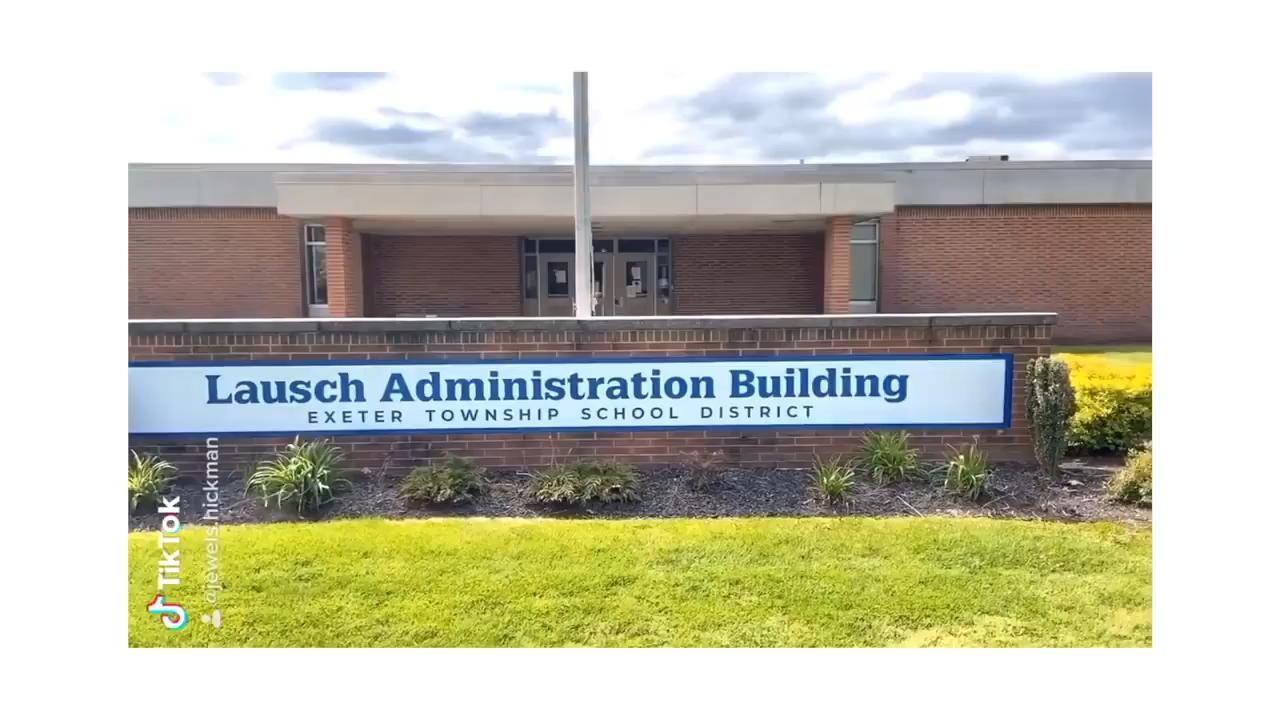 Lausch Administration Building
EXETER TOWNSHIP SCHOOL DISTRICT
TikTok
@jewels.hickman